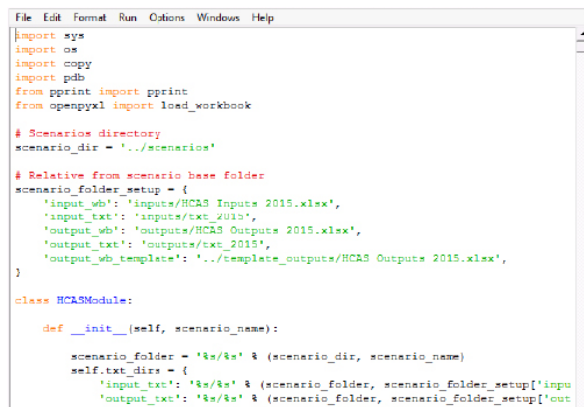 File Edit Format Run Options Windows Help
import sys
import os
import copy
import pdb
from pprint import pprint
from openpyxl import load_workbook
# Scenarios directory
scenario_dir = '../scenarios'
# Relative from scenario base folder
scenario_folder_setup = {
'input_wb': 'inputs/HCAS Inputs 2015.xlsx',
'input_txt': 'inputs/txt_2015',
'output_wb': 'outputs/HCAS Outputs 2015.xlsx',
'output_txt': 'outputs/txt_2015',
'output_wb_template': '../template_outputs/HCAS Outputs 2015.xlsx',
}
class HCASModule:
def __init__(self, scenario_name):
scenario_folder = '%s/%s' % (scenario_dir, scenario_name)
self.txt_dirs = {
'input_txt': '%s/%s' % (scenario_folder, scenario_folder_setup['inpu
'output_txt': '%s/%s' % (scenario_folder, scenario_folder_setup['out